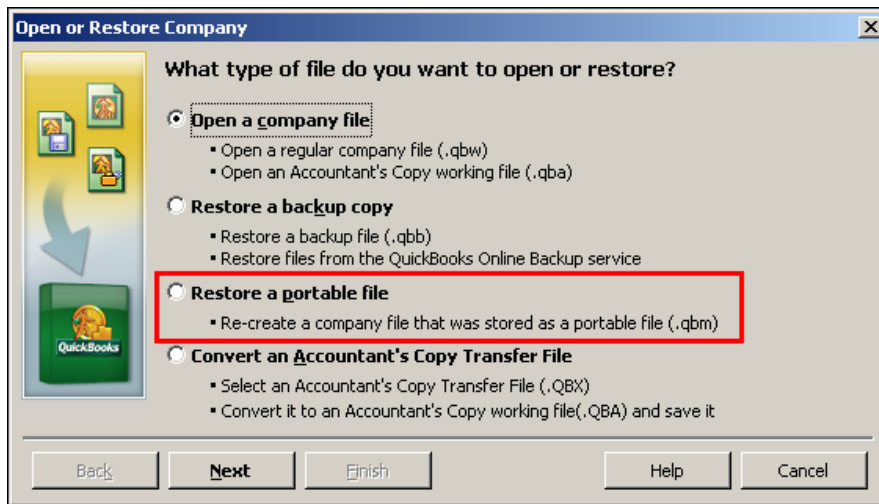 Open or Restore Company
What type of file do you want to open or restore?
Open a company file
▪ Open a regular company file (.qbw)
▪ Open an Accountant's Copy working file (.qba)
Restore a backup copy
▪ Restore a backup file (.qbb)
▪ Restore files from the QuickBooks Online Backup service
Restore a portable file
▪ Re-create a company file that was stored as a portable file (.qbm)
QuickBooks
Convert an Accountant's Copy Transfer File
▪ Select an Accountant's Copy Transfer File (.QBX)
▪ Convert it to an Accountant's Copy working file(.QBA) and save it
Back Next Finish Help Cancel